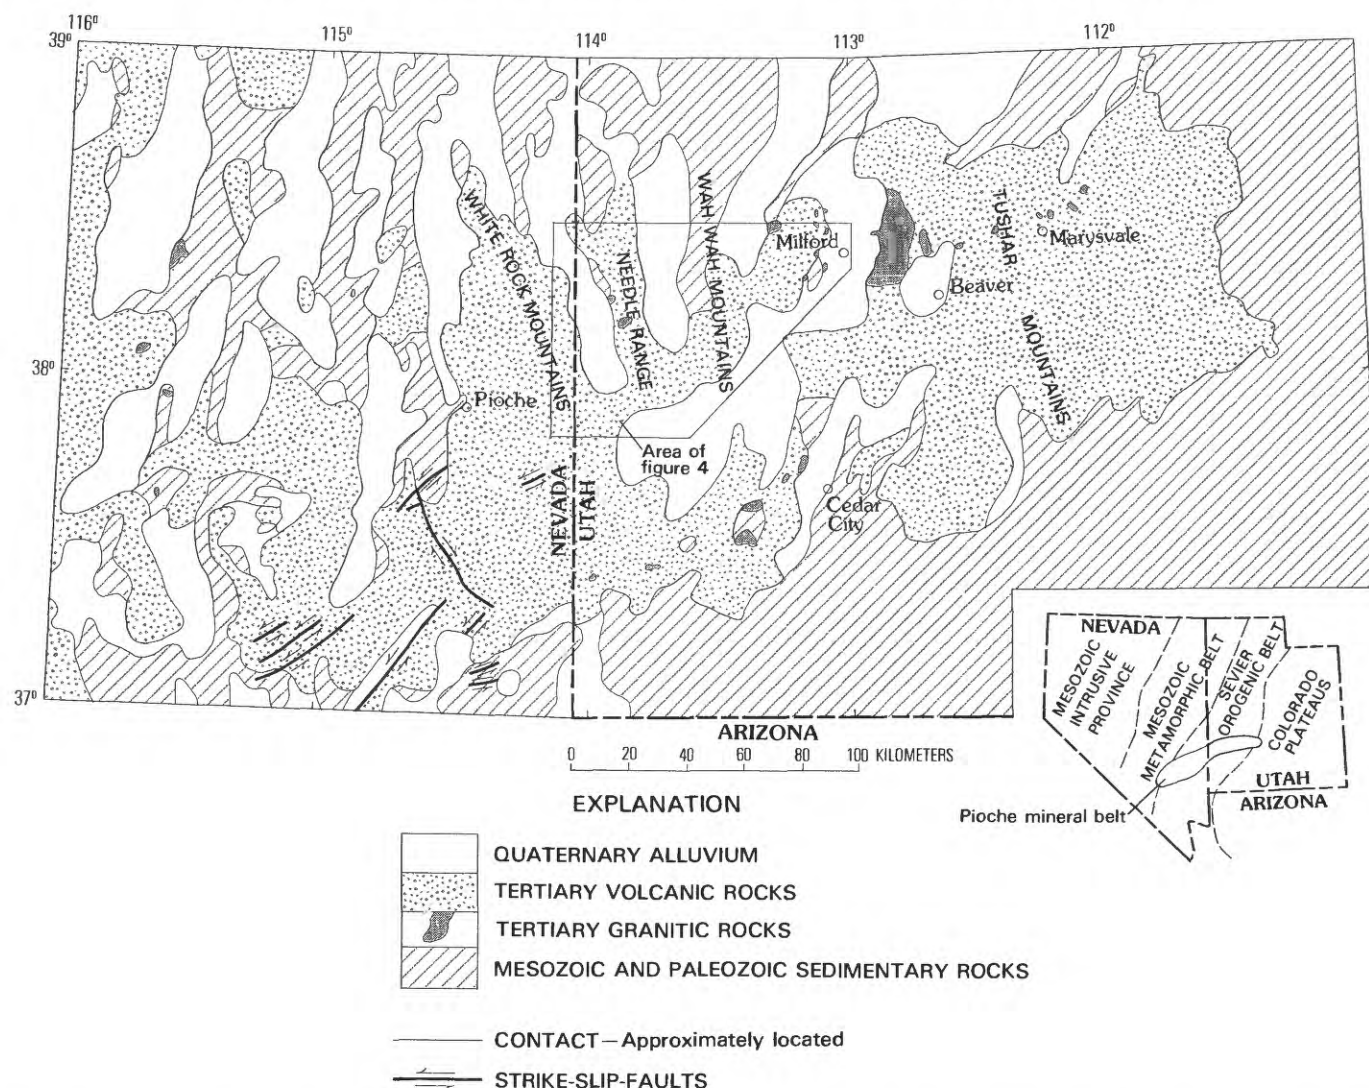 116°
115°
114°
113°
112°
39°
38°
37°
WHITE ROCK MOUNTAINS
NEEDLE RANGE
WAH WAH MOUNTAINS
Milford
TUSHAR
MOUNTAINS
Marysvale
Beaver
Pioche
Area of
figure 4
Cedar
City
NEVADA
UTAH
ARIZONA
0 20 40 60 80 100 KILOMETERS
NEVADA
MESOZOIC
INTRUSIVE
PROVINCE
MESOZOIC
METAMORPHIC BELT
SEVIER
OROGENIC BELT
COLORADO
PLATEAUS
UTAH
ARIZONA
Pioche mineral belt
EXPLANATION
QUATERNARY ALLUVIUM
TERTIARY VOLCANIC ROCKS
TERTIARY GRANITIC ROCKS
MESOZOIC AND PALEOZOIC SEDIMENTARY ROCKS
CONTACT—Approximately located
STRIKE-SLIP-FAULTS